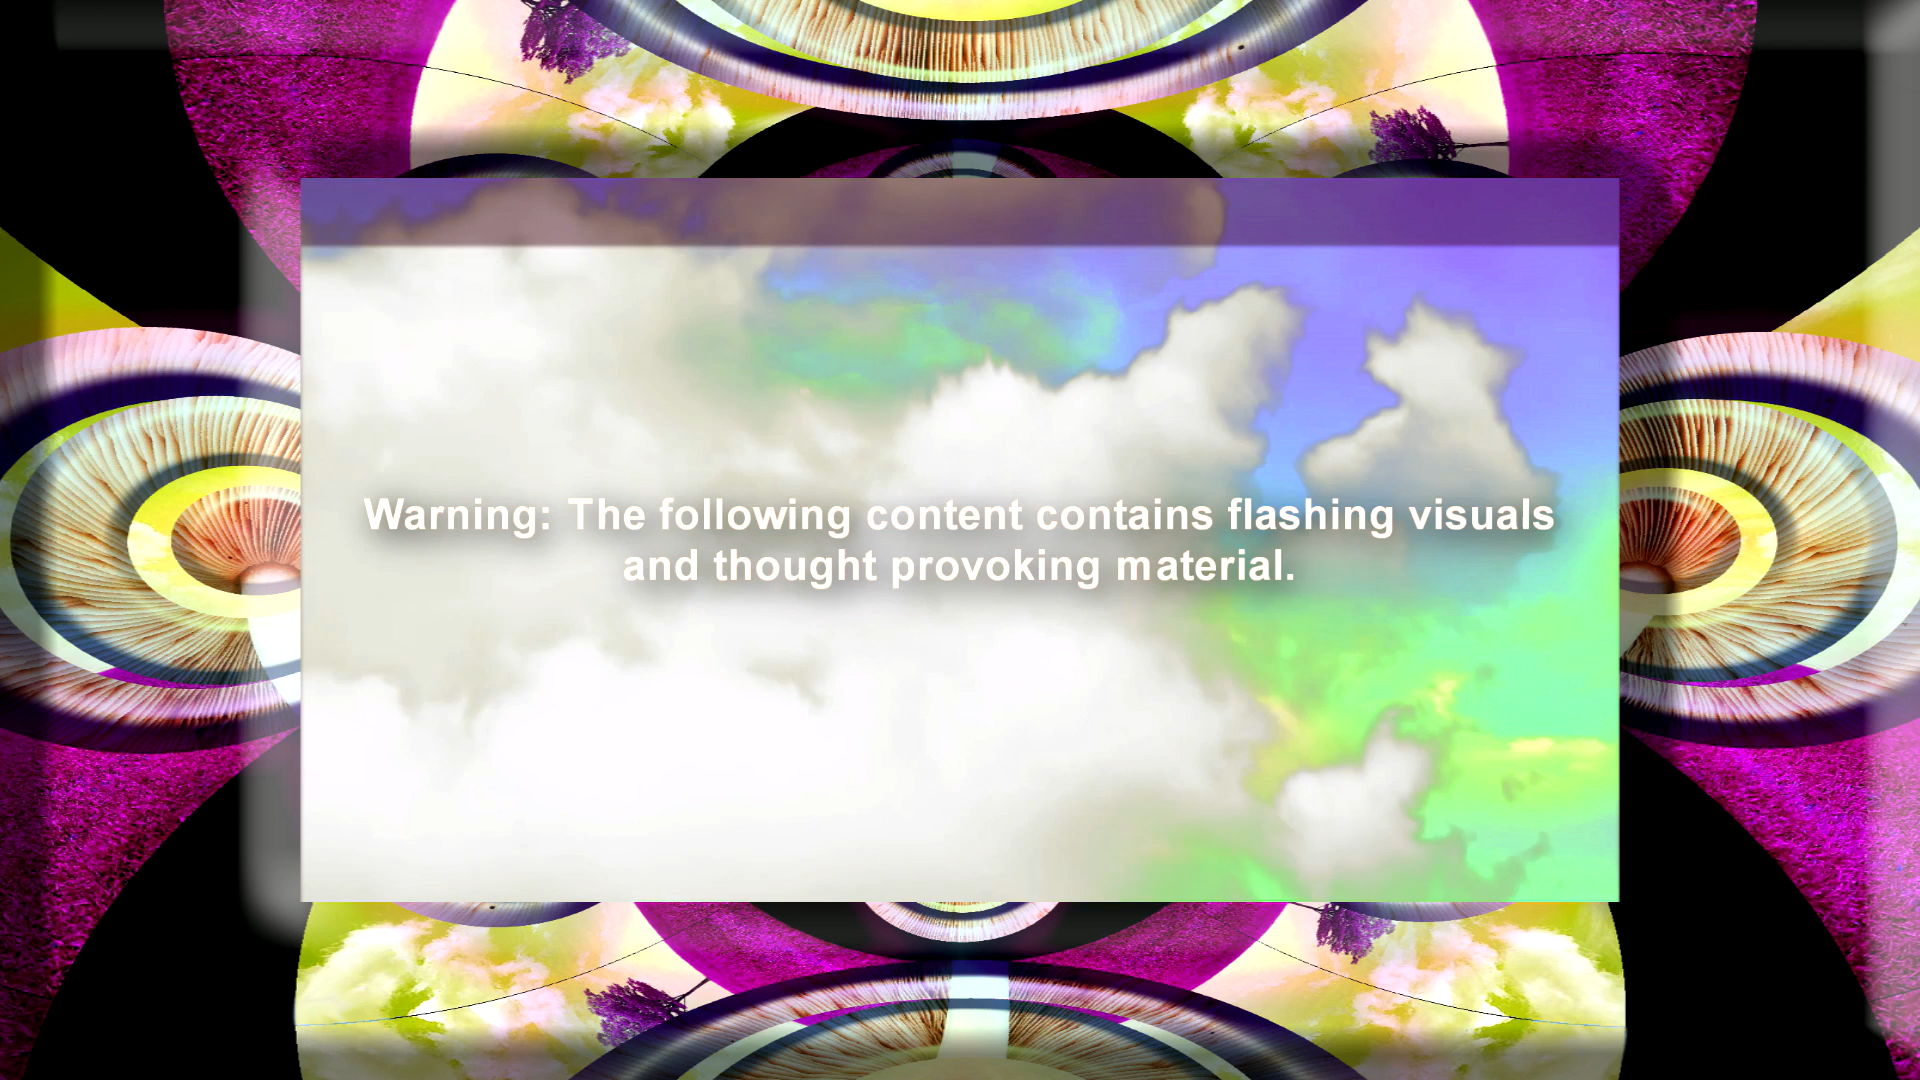 Warning: The following content contains flashing visuals
and thought provoking material.